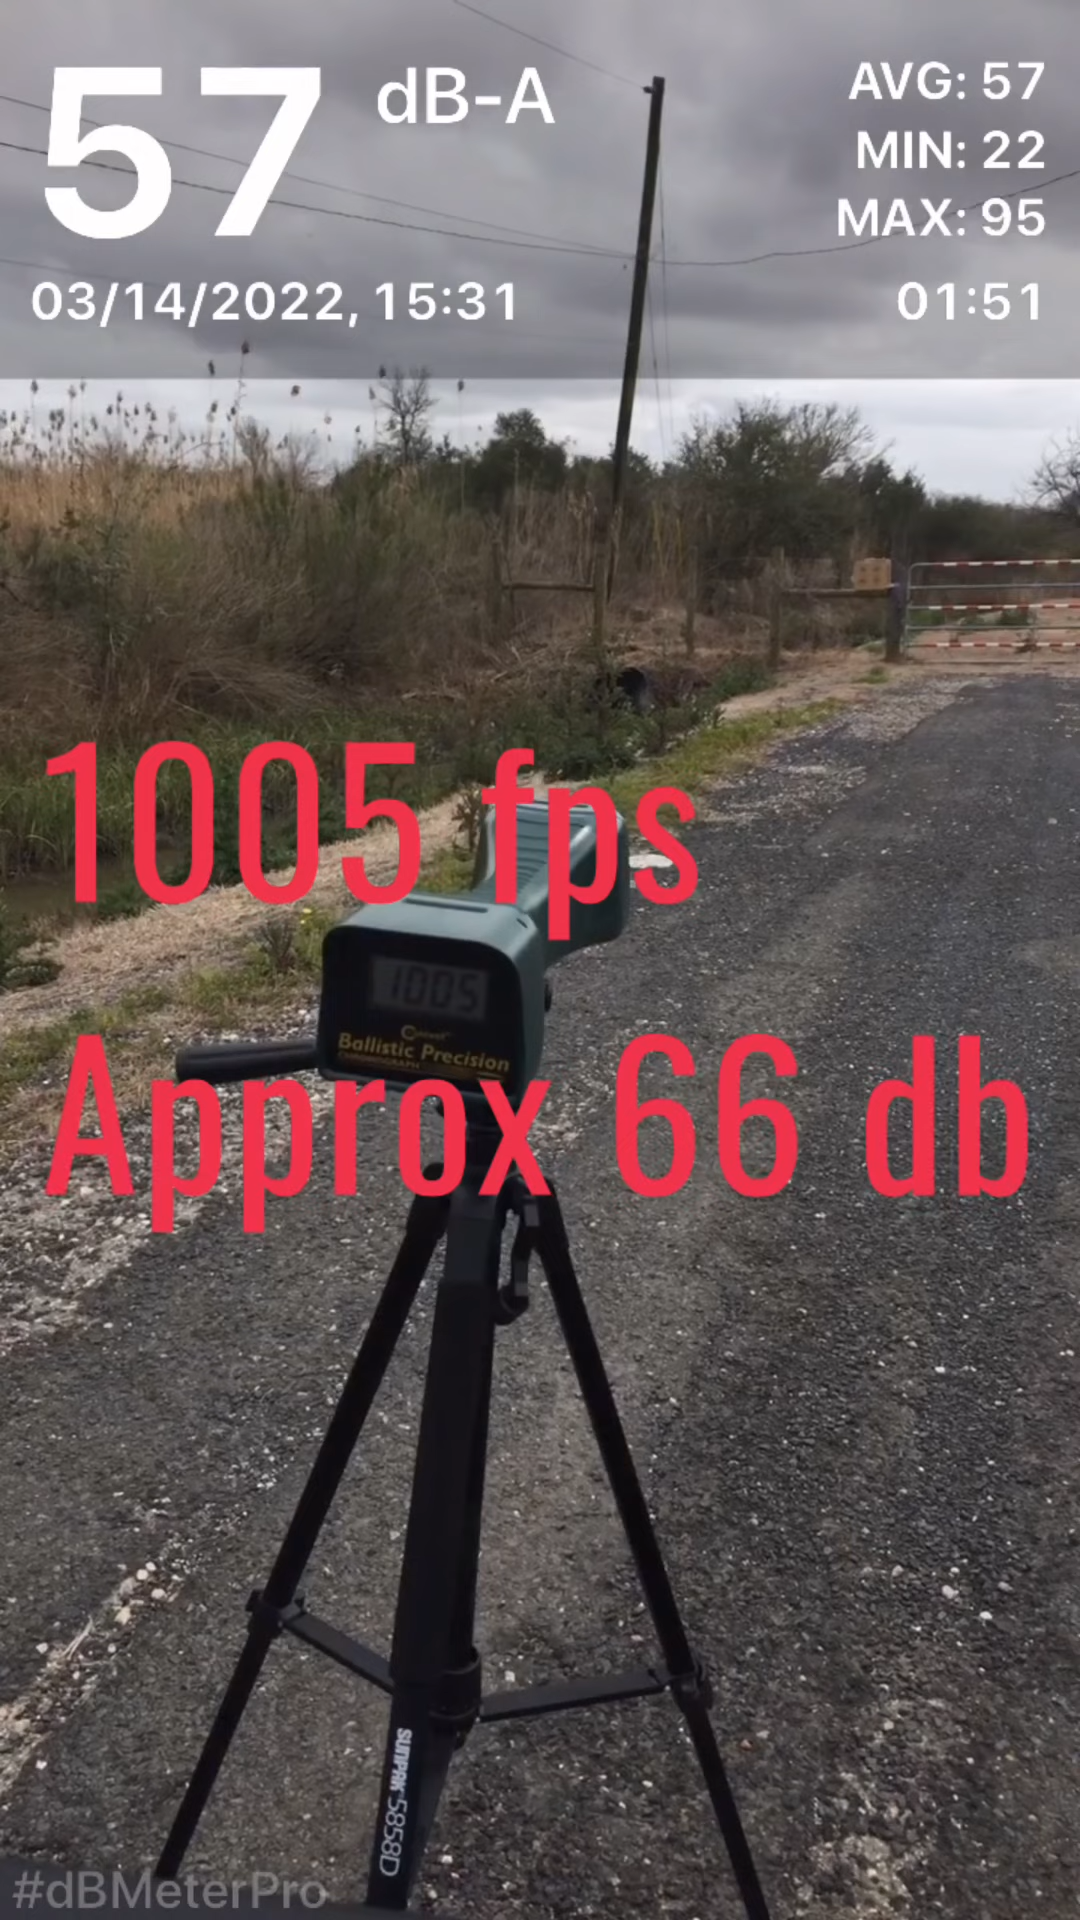 57 dB-A
AVG: 57
MIN: 22
MAX: 95
03/14/2022, 15:31
01:51
1005 fps
1005
Ballistic Precision
CHRONOGRAPH
Approx 66 db
SUNPAK 5858D
#dBMeterPro